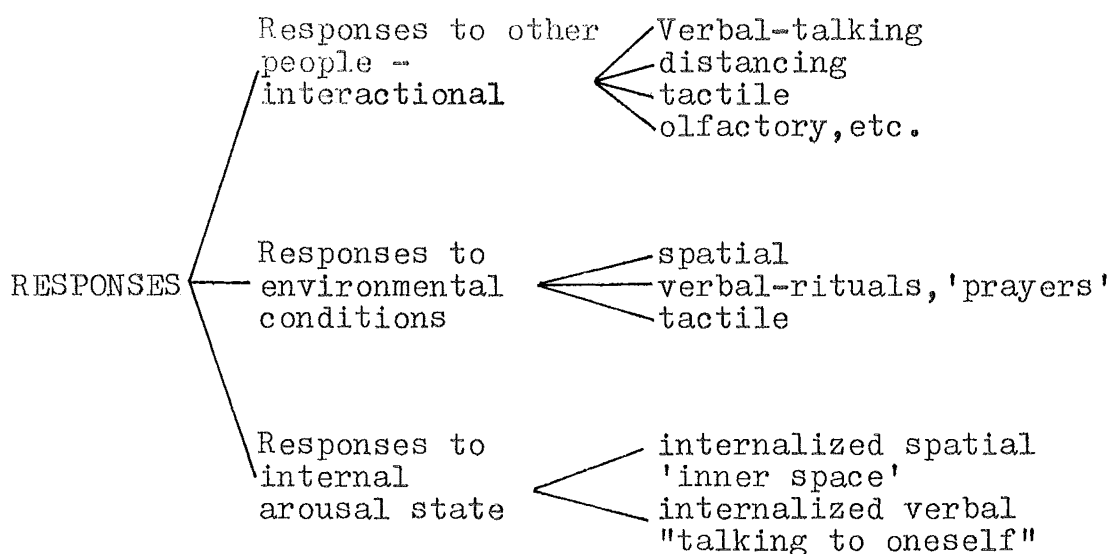 Responses to other
people -
interactional
Verbal-talking
distancing
tactile
olfactory,etc.
RESPONSES
Responses to
environmental
conditions
spatial
verbal-rituals,'prayers'
tactile
Responses to
internal
arousal state
internalized spatial
'inner space'
internalized verbal
"talking to oneself"